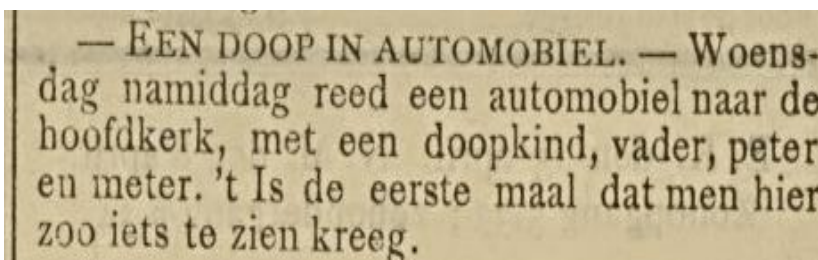 — EEN DOOP IN AUTOMOBIEL. — Woens-
dag namiddag reed een automobiel naar de
hoofdkerk, met een doopkind, vader, peter
en meter. 't Is de eerste maal dat men hier
zoo iets te zien kreeg.